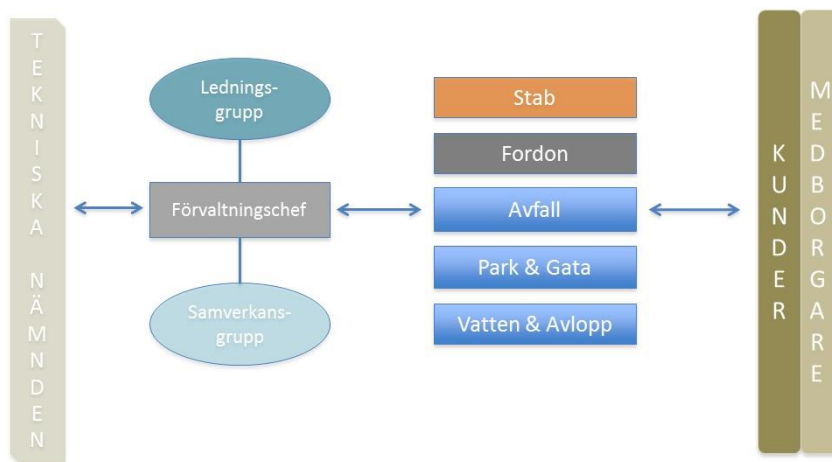 TEKNISKA NÄMNDEN
Lednings-
grupp
Förvaltningschef
Samverkans-
grupp
Stab
Fordon
Avfall
Park & Gata
Vatten & Avlopp
KUNDER
MEDBORGARE